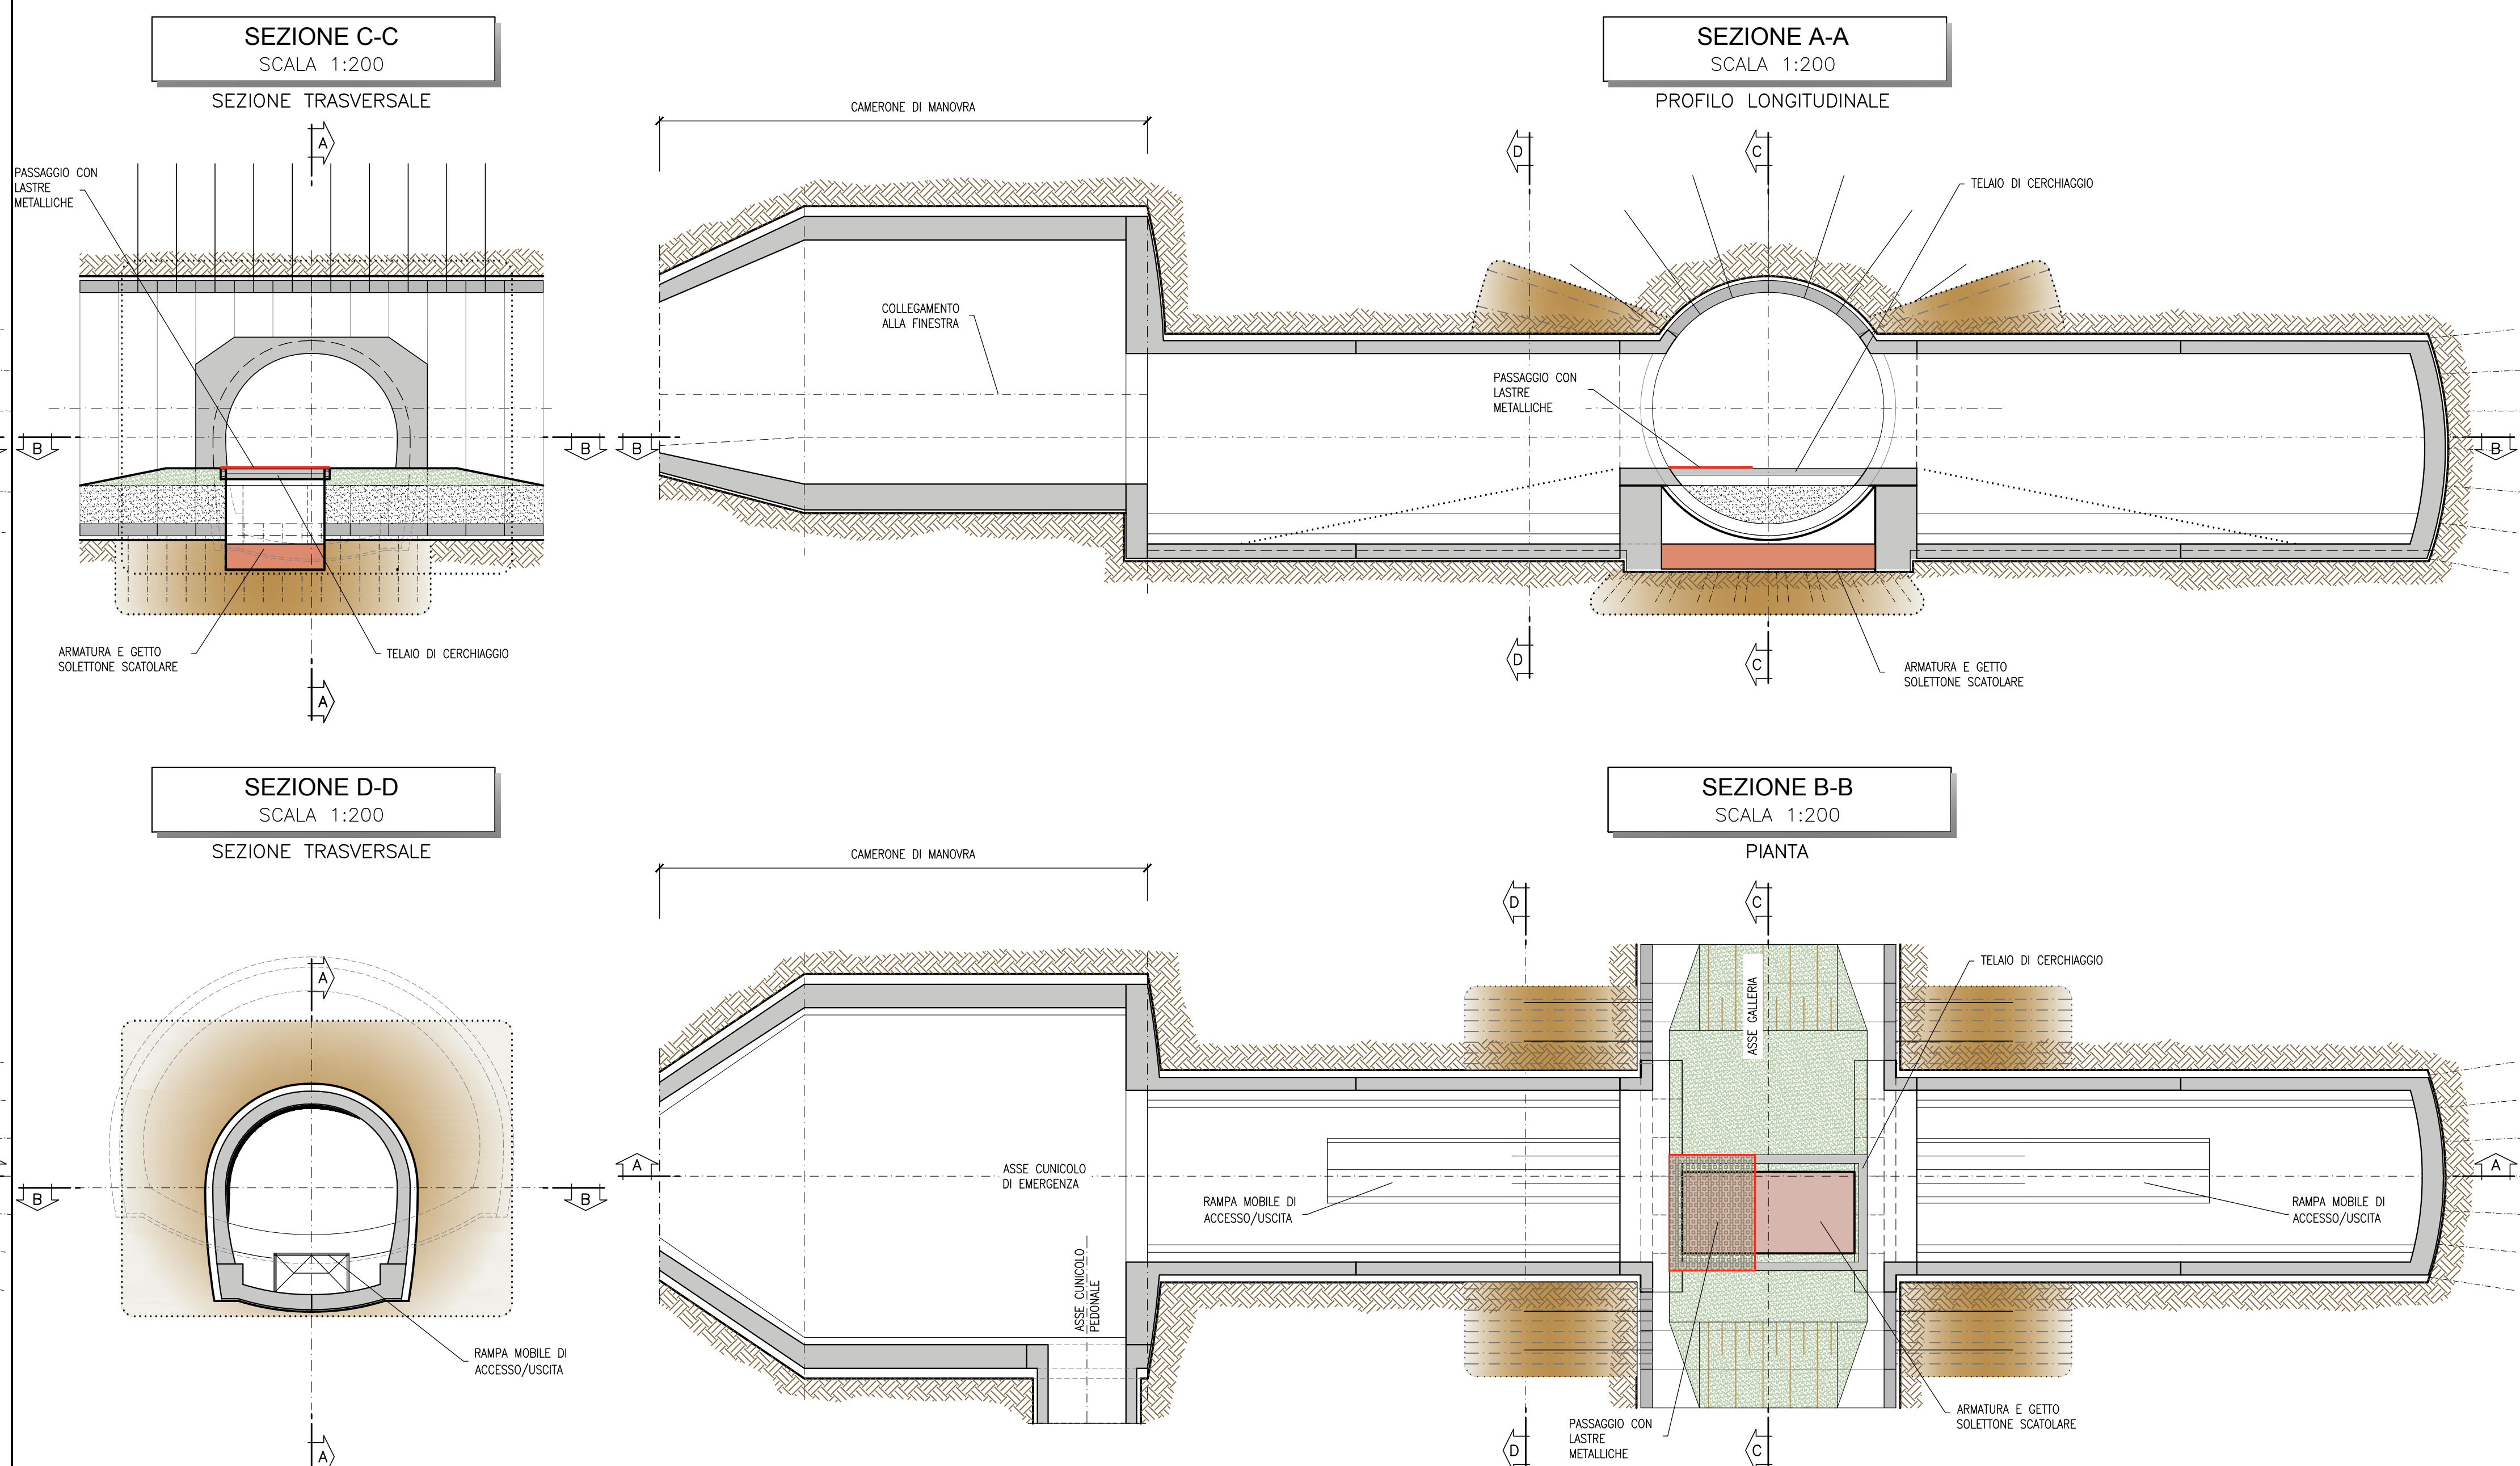 SEZIONE C-C
SCALA 1:200
SEZIONE TRASVERSALE
A
PASSAGGIO CON
LASTRE
METALLICHE
B
B
ARMATURA E GETTO
SOLETTONE SCATOLARE
TELAIO DI CERCHIAGGIO
A
SEZIONE A-A
SCALA 1:200
PROFILO LONGITUDINALE
CAMERONE DI MANOVRA
D
C
TELAIO DI CERCHIAGGIO
COLLEGAMENTO
ALLA FINESTRA
PASSAGGIO CON
LASTRE
METALLICHE
B
B
D
C
ARMATURA E GETTO
SOLETTONE SCATOLARE
SEZIONE D-D
SCALA 1:200
SEZIONE TRASVERSALE
A
B
B
RAMPA MOBILE DI
ACCESSO/USCITA
A
SEZIONE B-B
SCALA 1:200
PIANTA
CAMERONE DI MANOVRA
D
C
TELAIO DI CERCHIAGGIO
ASSE GALLERIA
A
ASSE CUNICOLO
DI EMERGENZA
A
RAMPA MOBILE DI
ACCESSO/USCITA
RAMPA MOBILE DI
ACCESSO/USCITA
ASSE CUNICOLO
PEDONALE
ARMATURA E GETTO
SOLETTONE SCATOLARE
PASSAGGIO CON
LASTRE
METALLICHE
D
C